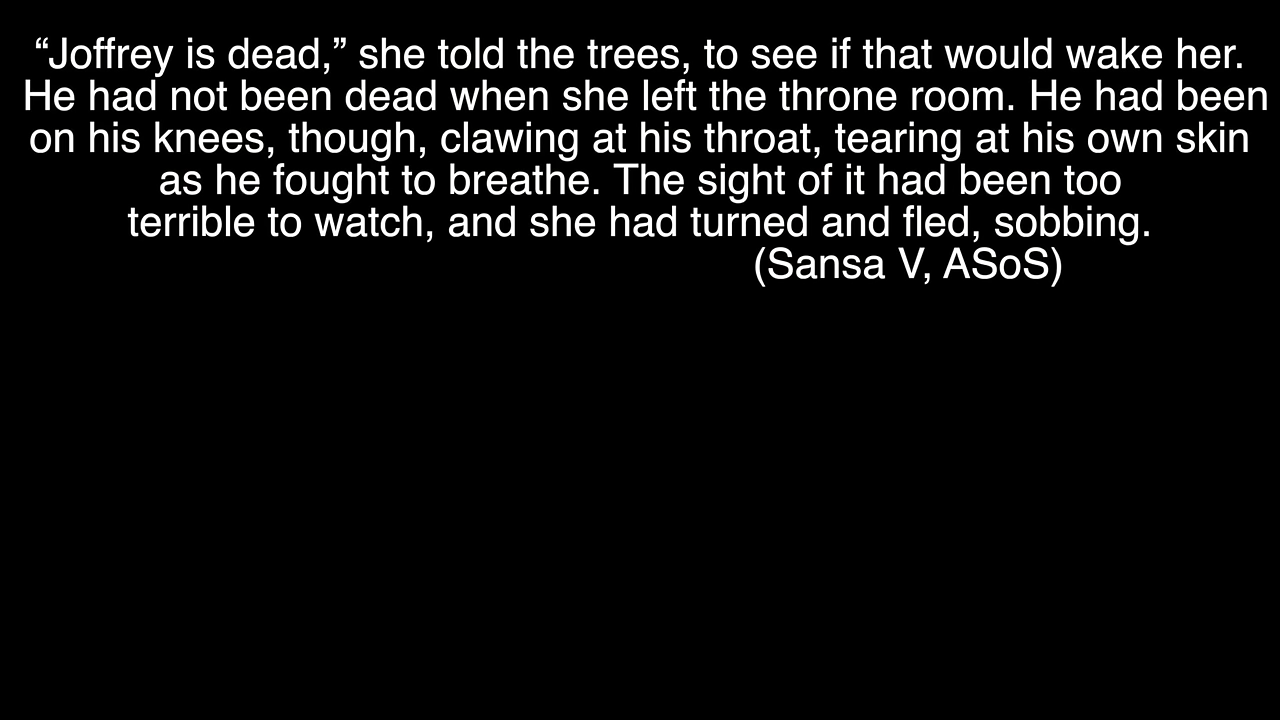 “Joffrey is dead,” she told the trees, to see if that would wake her.
He had not been dead when she left the throne room. He had been
on his knees, though, clawing at his throat, tearing at his own skin
as he fought to breathe. The sight of it had been too
terrible to watch, and she had turned and fled, sobbing.
(Sansa V, ASoS)